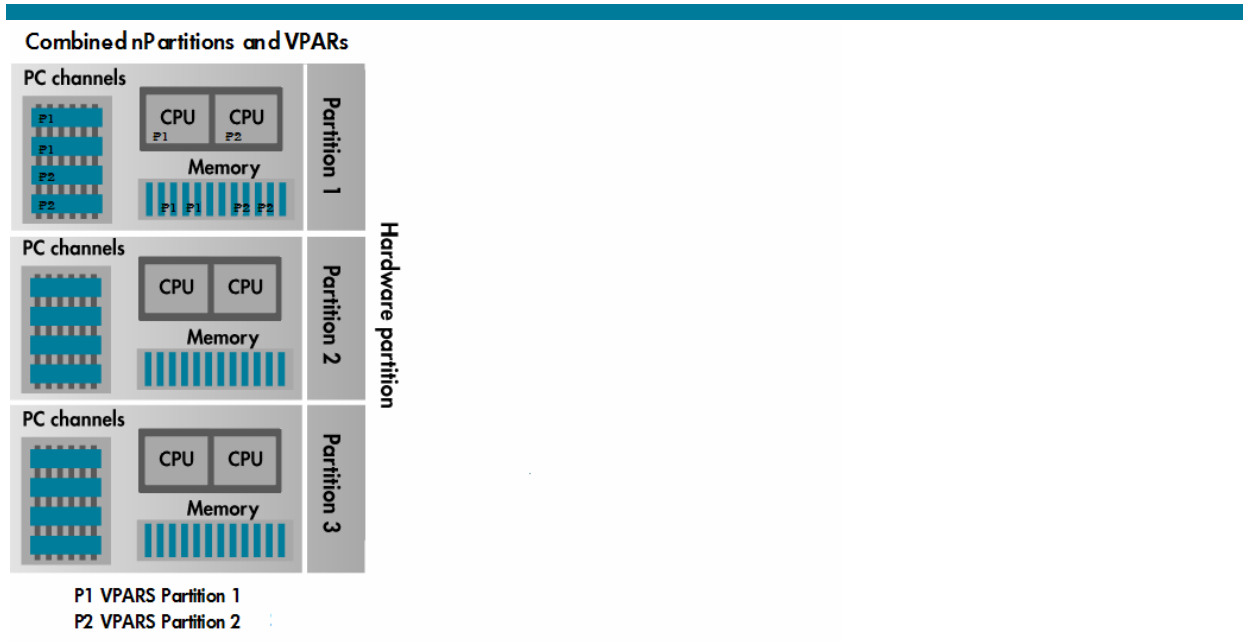 Combined nPartitions and VPARs
PC channels
P1
P1
P2
P2
CPU
P1
CPU
P2
Memory
P1 P1 P2 P2
Partition 1
PC channels
CPU
CPU
Memory
Partition 2
PC channels
CPU
CPU
Memory
Partition 3
Hardware partition
P1 VPARS Partition 1
P2 VPARS Partition 2